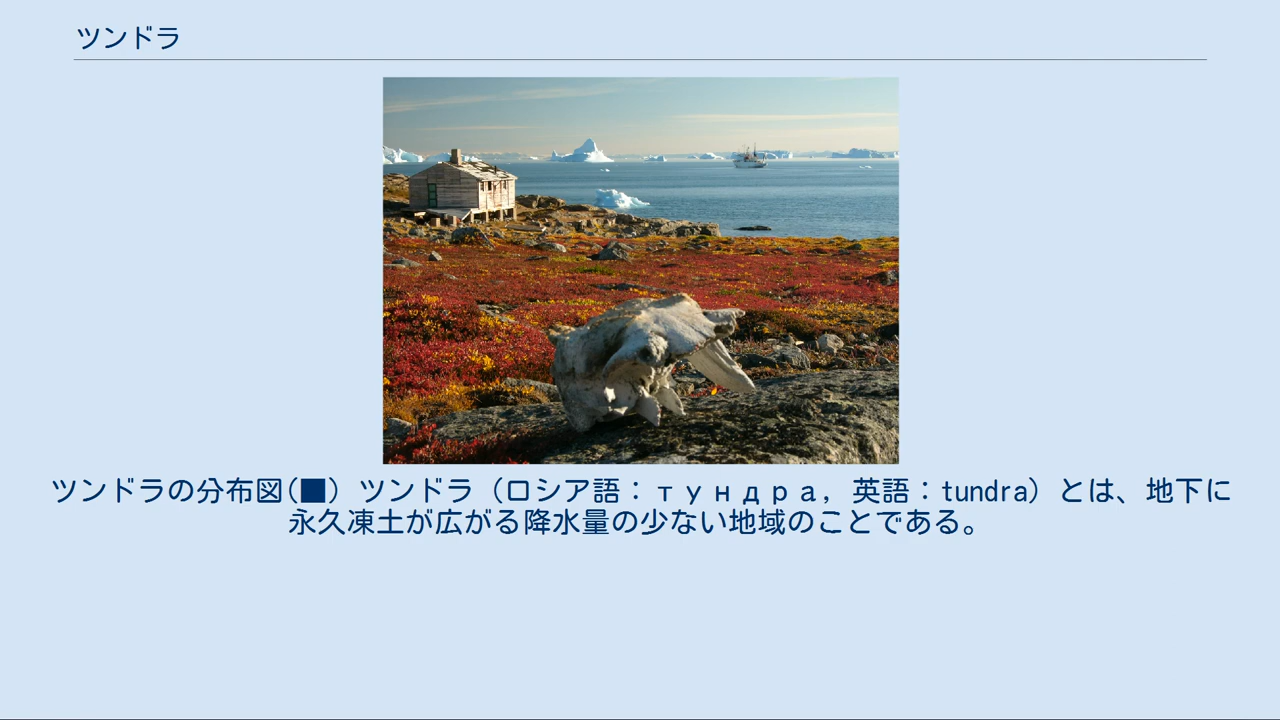 ツンドラ
ツンドラの分布図(■) ツンドラ（ロシア語：тундра, 英語：tundra）とは、地下に
永久凍土が広がる降水量の少ない地域のことである。